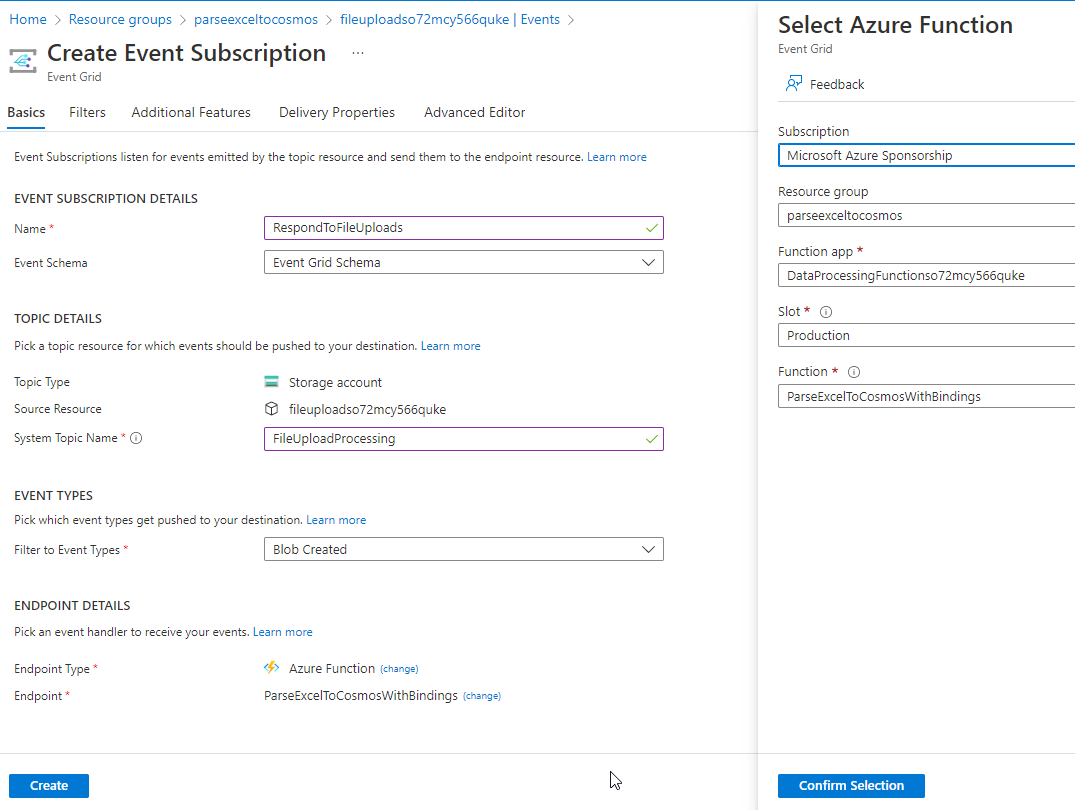 Home > Resource groups > parseexceltocosmos > fileuploadso72mcy566quke | Events >
Create Event Subscription ...
Event Grid
Basics Filters Additional Features Delivery Properties Advanced Editor
Event Subscriptions listen for events emitted by the topic resource and send them to the endpoint resource. Learn more
EVENT SUBSCRIPTION DETAILS
Name * RespondToFileUploads
Event Schema Event Grid Schema
TOPIC DETAILS
Pick a topic resource for which events should be pushed to your destination. Learn more
Topic Type Storage account
Source Resource fileuploadso72mcy566quke
System Topic Name * FileUploadProcessing
EVENT TYPES
Pick which event types get pushed to your destination. Learn more
Filter to Event Types * Blob Created
ENDPOINT DETAILS
Pick an event handler to receive your events. Learn more
Endpoint Type * Azure Function (change)
Endpoint * ParseExcelToCosmosWithBindings (change)
Create
Select Azure Function
Event Grid
Feedback
Subscription
Microsoft Azure Sponsorship
Resource group
parseexceltocosmos
Function app *
DataProcessingFunctionso72mcy566quke
Slot *
Production
Function *
ParseExcelToCosmosWithBindings
Confirm Selection